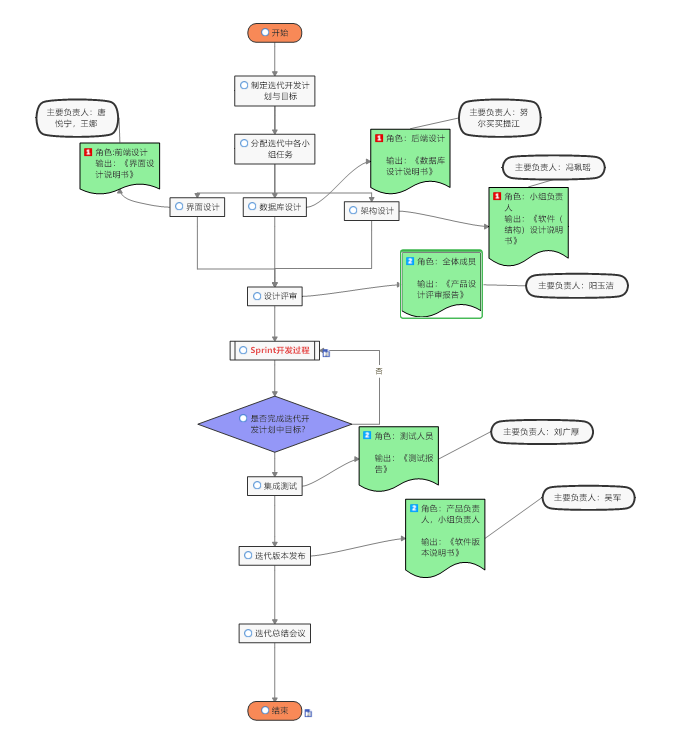 开始
制定迭代开发计
划与目标
主要负责人：唐
悦宁，王娜
主要负责人：努
尔买买提江
分配迭代中各小
组任务
角色:前端设计
输出：《界面设
计说明书》
角色：后端设计
输出：《数据库
设计说明书》
主要负责人：冯珮瑶
界面设计
数据库设计
架构设计
角色：小组负责
人
输出：《软件（
结构）设计说明
书》
设计评审
角色：全体成员
输出：《产品设
计评审报告》
主要负责人：阳玉洁
Sprint开发过程
否
是否完成迭代开
发计划中目标？
角色：测试人员
输出：《测试报
告》
主要负责人：刘广厚
集成测试
角色：产品负责
人，小组负责人
输出：《软件版
本说明书》
主要负责人：吴军
迭代版本发布
迭代总结会议
结束